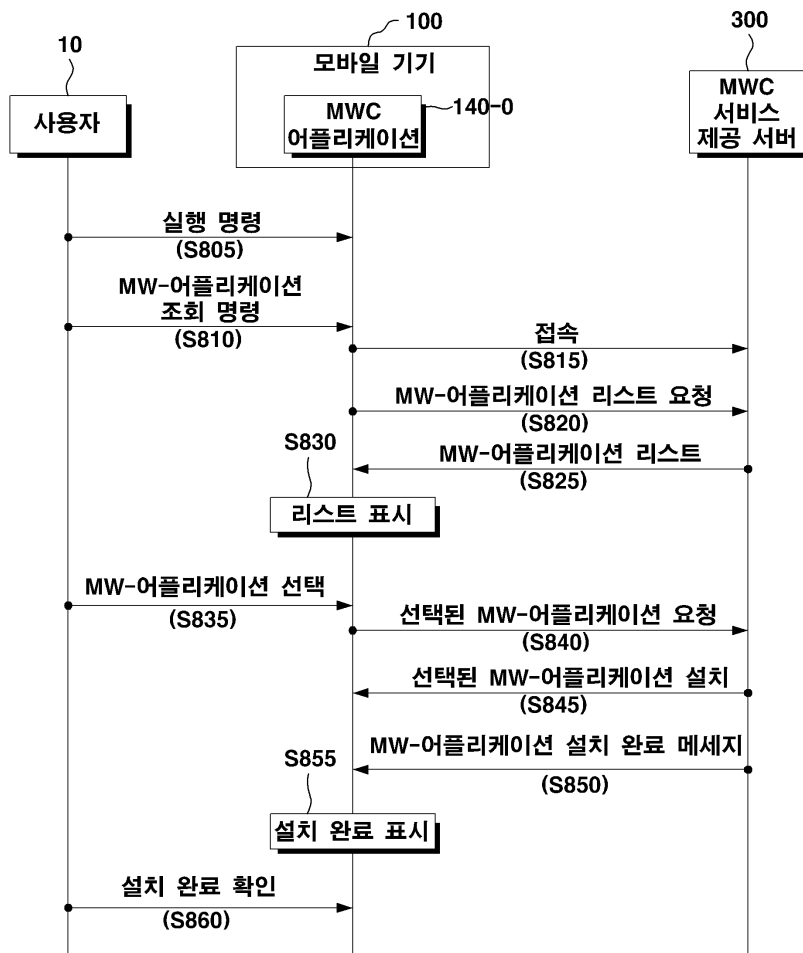 10
100
300
모바일 기기
사용자
MWC
어플리케이션
140-0
MWC
서비스
제공 서버
실행 명령
(S805)
MW-어플리케이션
조회 명령
(S810)
접속
(S815)
MW-어플리케이션 리스트 요청
(S820)
S830
MW-어플리케이션 리스트
(S825)
리스트 표시
MW-어플리케이션 선택
(S835)
선택된 MW-어플리케이션 요청
(S840)
선택된 MW-어플리케이션 설치
(S845)
MW-어플리케이션 설치 완료 메세지
(S850)
S855
설치 완료 표시
설치 완료 확인
(S860)